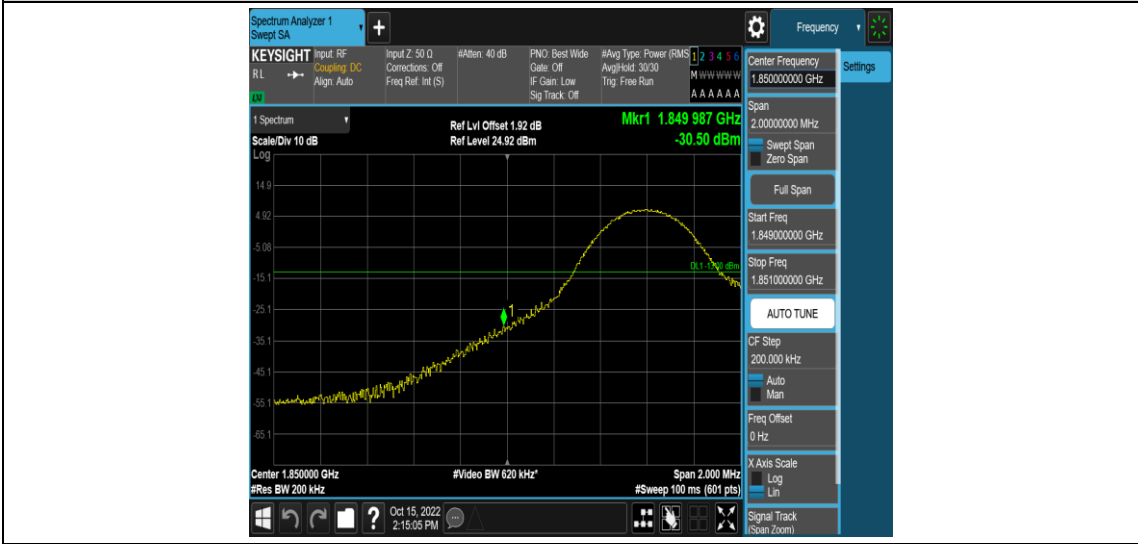 Spectrum Analyzer 1
Swept SA
+
Frequency
KEYSIGHT
RL
Input: RF
Coupling: DC
Align: Auto
Input Z: 50 Ω
Corrections: Off
Freq Ref: Int (S)
#Atten: 40 dB
PNO: Best Wide
Gate: Off
IF Gain: Low
Sig Track: Off
#Avg Type: Power (RMS
Avg|Hold: 30/30
Trig: Free Run
1 2 3 4 5 6
M W W W W W
A A A A A A
1 Spectrum
Scale/Div 10 dB
Log
Ref Lvl Offset 1.92 dB
Ref Level 24.92 dBm
Mkr1 1.849 987 GHz
-30.50 dBm
14.9
4.92
-5.08
-15.1
-25.1
-35.1
-45.1
-55.1
-65.1
DL1 -13.00 dBm
1
Center 1.850000 GHz
#Res BW 200 kHz
#Video BW 620 kHz*
Span 2.000 MHz
#Sweep 100 ms (601 pts)
?
Oct 15, 2022
2:15:05 PM
Center Frequency
1.850000000 GHz
Settings
Span
2.00000000 MHz
Swept Span
Zero Span
Full Span
Start Freq
1.849000000 GHz
Stop Freq
1.851000000 GHz
AUTO TUNE
CF Step
200.000 kHz
Auto
Man
Freq Offset
0 Hz
X Axis Scale
Log
Lin
Signal Track
(Span Zoom)